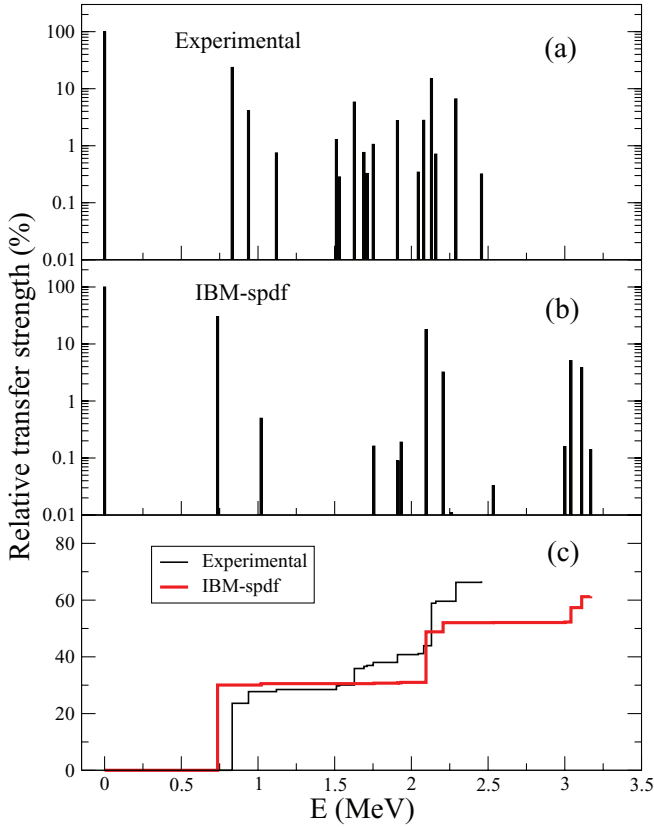 Relative transfer strength (%)
Experimental
(a)
100
10
1
0.1
0.01
IBM-spdf
(b)
100
10
1
0.1
0.01
Experimental
IBM-spdf
(c)
80
60
40
20
0
0 0.5 1 1.5 2 2.5 3 3.5
E (MeV)